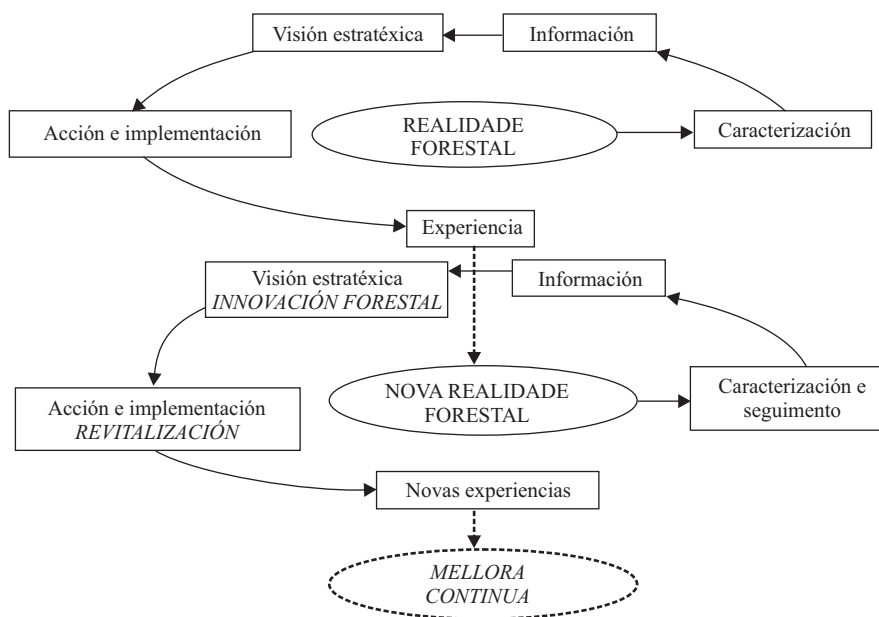 Visión estratéxica
Información
Acción e implementación
REALIDADE
FORESTAL
Caracterización
Experiencia
Visión estratéxica
INNOVACIÓN FORESTAL
Información
Acción e implementación
REVITALIZACIÓN
NOVA REALIDADE
FORESTAL
Caracterización e
seguimento
Novas experiencias
MELLORA
CONTINUA